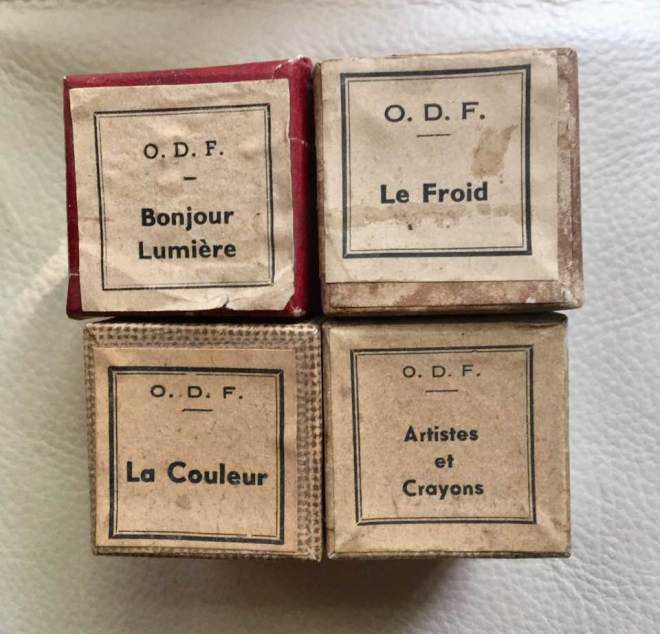 O. D. F.
Bonjour
Lumière
O. D. F.
Le Froid
O. D. F.
La Couleur
O. D. F.
Artistes
et
Crayons